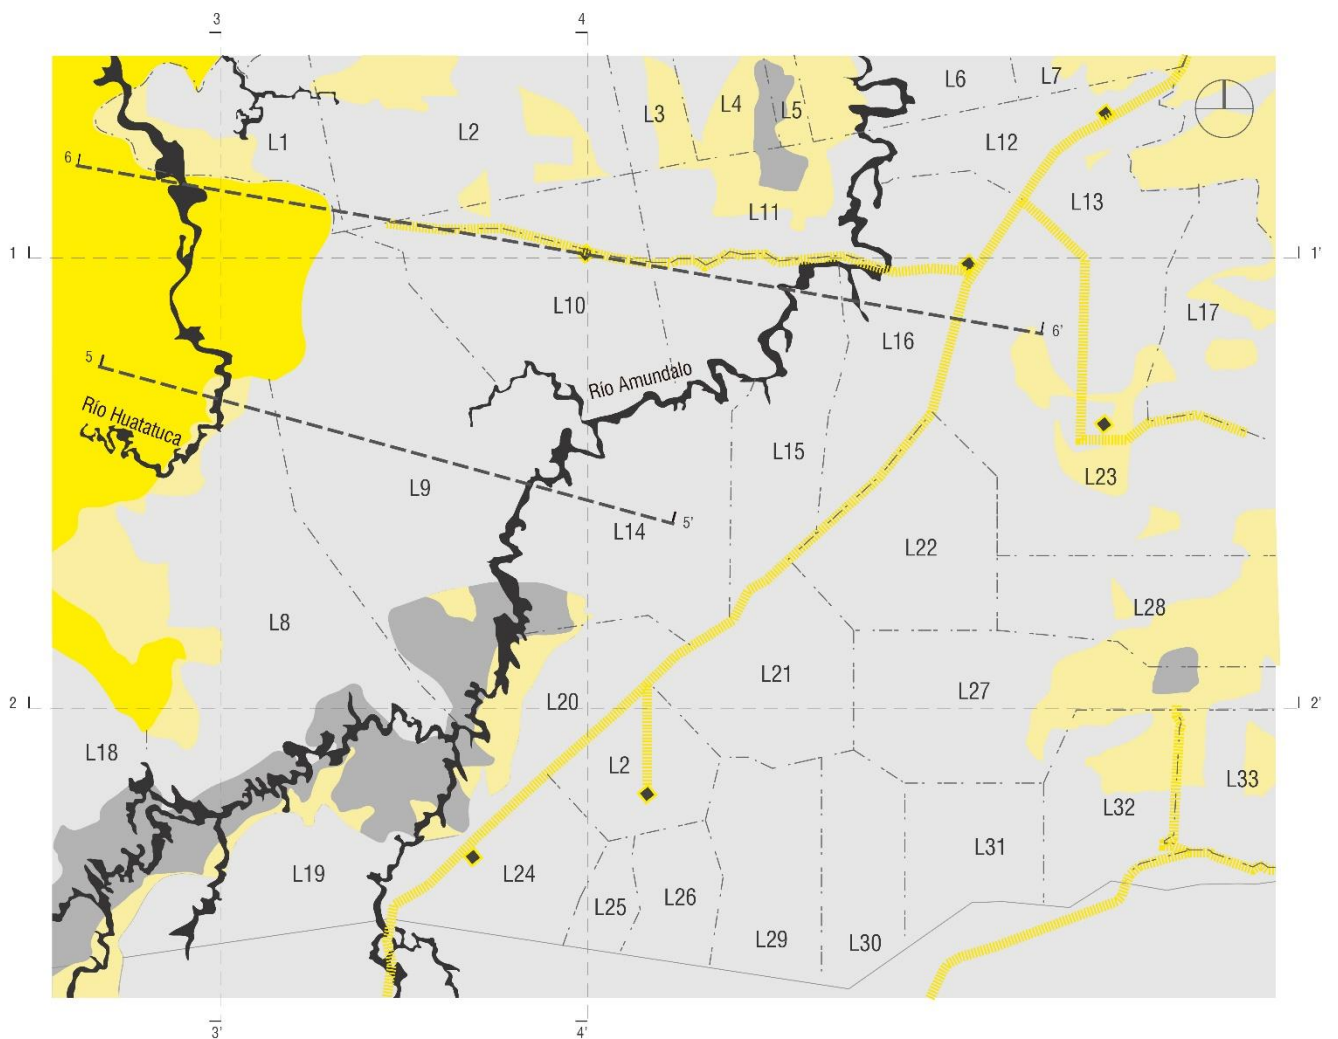 3
4
L6
L7
L3
L4
L5
L2
L1
L12
6
L13
L11
1
1'
L10
L17
L16
6'
5
Río Amundalo
Río Huatatuca
L15
L23
L9
5'
L14
L22
L28
L8
L21
L27
L20
2
2'
L18
L2
L33
L32
L31
L19
L24
L26
L25
L29
L30
3'
4'